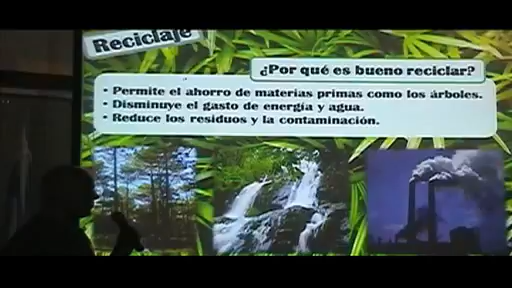 Reciclaje
¿Por qué es bueno reciclar?
• Permite el ahorro de materias primas como los árboles.
• Disminuye el gasto de energía y agua.
• Reduce los residuos y la contaminación.